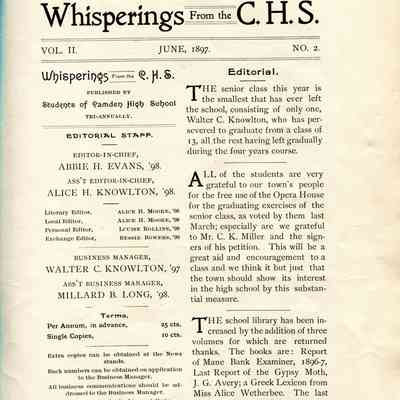 Whisperings From the C. H. S.
VOL. II.
JUNE, 1897.
NO. 2.
Whisperings From the C. H. S.
PUBLISHED BY
Students of Camden High School
TRI-ANNUALLY.
EDITORIAL STAFF.
EDITOR-IN-CHIEF,
ABBIE H. EVANS, '98.
ASS'T EDITOR-IN-CHIEF,
ALICE H. KNOWLTON, '98.
Literary Editor, ALICE H. MOORE, '98
Local Editor, ALICE H. MOORE, '98
Personal Editor, LUCIE ROLLINS, '98
Exchange Editor, BESSIE BOWERS, '98
BUSINESS MANAGER,
WALTER C. KNOWLTON, '97
ASS'T BUSINESS MANAGER,
MILLARD B. LONG, '98.
Terms.
Per Annum, in advance, 25 cts.
Single Copies, 10 cts.
Extra copies can be obtained at the News
stands.
Back numbers can be obtained on application
to the Business Manager.
All business communications should be ad-
dressed to the Business Manager.
Editorial.
THE senior class this year is
the smallest that has ever left
the school, consisting of only one,
Walter C. Knowlton, who has per-
severed to graduate from a class of
13, all the rest having left gradually
during the four years course.
ALL of the students are very
grateful to our town's people
for the free use of the Opera House
for the graduating exercises of the
senior class, as voted by them last
March; especially are we grateful
to Mr. C. K. Miller and the sign-
ers of his petition. This will be a
great aid and encouragement to a
class and we think it but just that
the town should show its interest
in the high school by this substan-
tial measure.
THE school library has been in-
creased by the addition of three
volumes for which are returned
thanks. The books are: Report
of Mane Bank Examiner, 1896-7,
Last Report of the Gypsy Moth,
J. G. Avery; a Greek Lexicon from
Miss Alice Wetherbee. The last